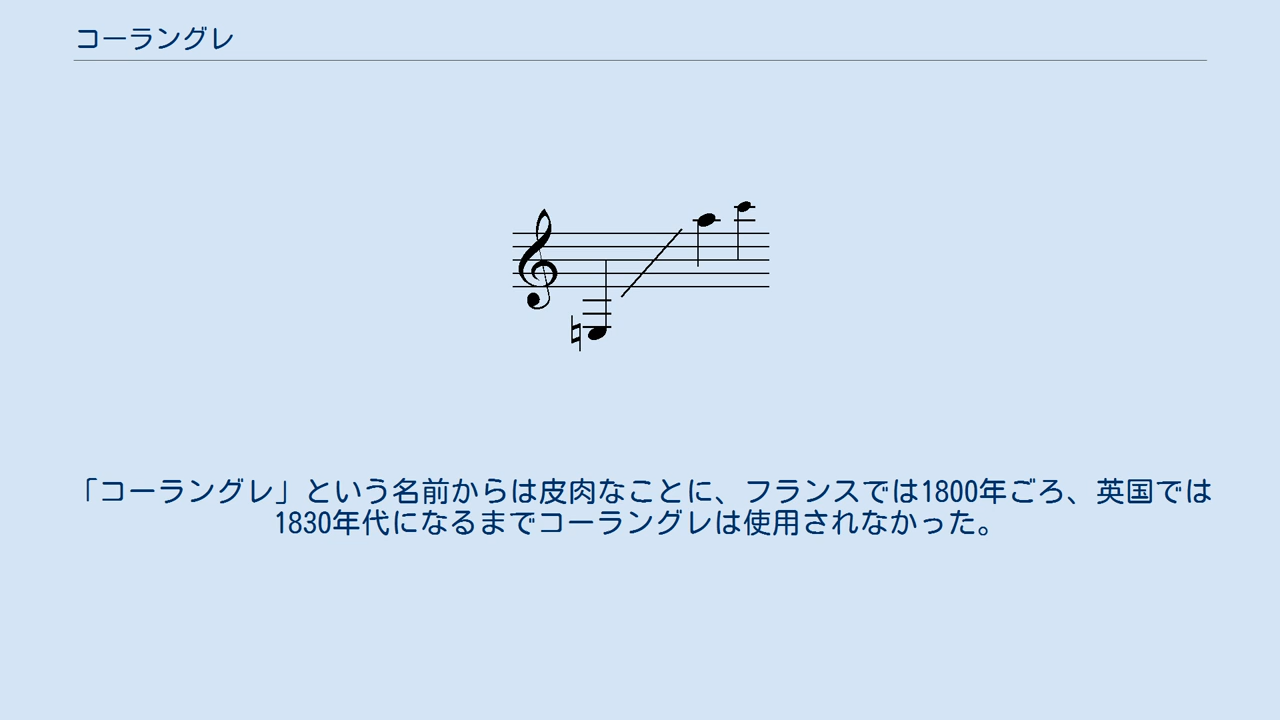 コーラングレ
「コーラングレ」という名前からは皮肉なことに、フランスでは1800年ごろ、英国では
1830年代になるまでコーラングレは使用されなかった。